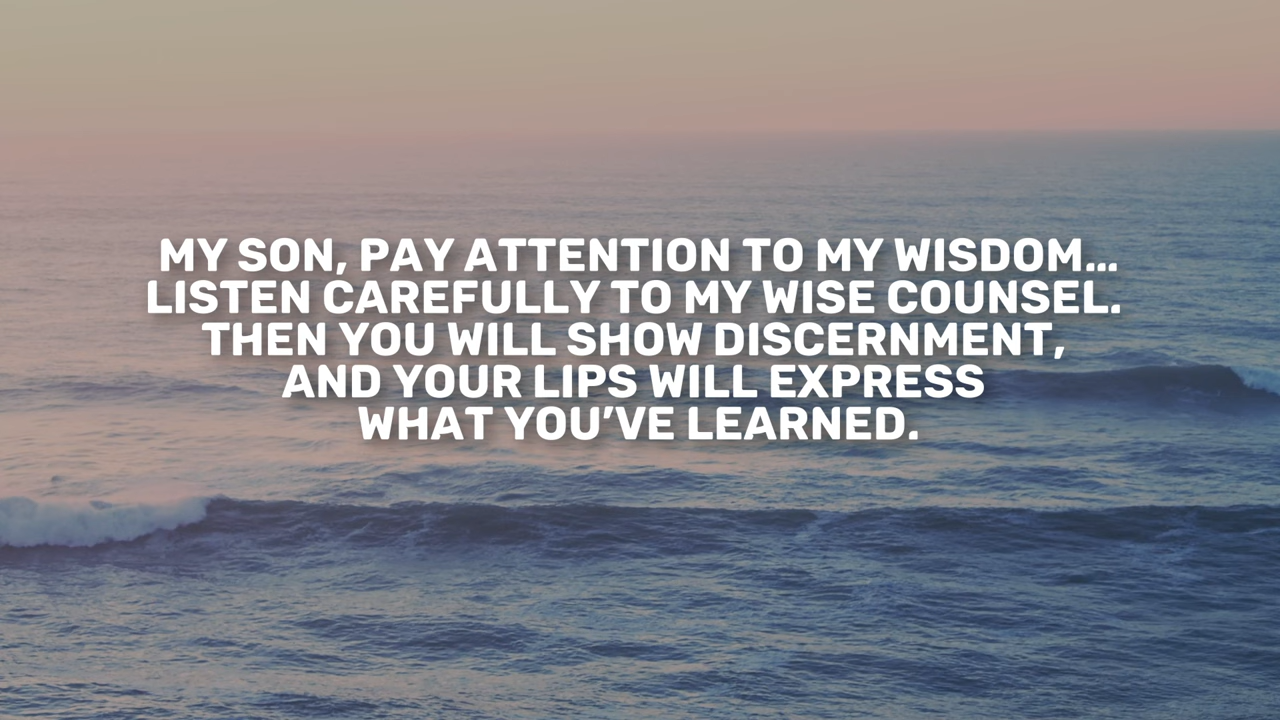 MY SON, PAY ATTENTION TO MY WISDOM...
LISTEN CAREFULLY TO MY WISE COUNSEL.
THEN YOU WILL SHOW DISCERNMENT,
AND YOUR LIPS WILL EXPRESS
WHAT YOU’VE LEARNED.